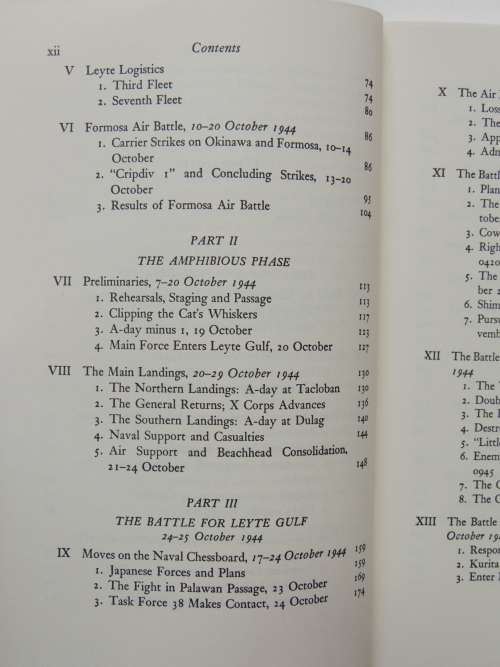 xii
Contents
V Leyte Logistics 74
1. Third Fleet 74
2. Seventh Fleet 80
VI Formosa Air Battle, 10–20 October 1944 86
1. Carrier Strikes on Okinawa and Formosa, 10–14
October 86
2. "Cripdiv 1" and Concluding Strikes, 13–20
October 95
3. Results of Formosa Air Battle 104
PART II
THE AMPHIBIOUS PHASE
VII Preliminaries, 7–20 October 1944 113
1. Rehearsals, Staging and Passage 113
2. Clipping the Cat's Whiskers 117
3. A-day minus 1, 19 October 123
4. Main Force Enters Leyte Gulf, 20 October 127
VIII The Main Landings, 20–29 October 1944 130
1. The Northern Landings: A-day at Tacloban 130
2. The General Returns; X Corps Advances 136
3. The Southern Landings: A-day at Dulag 140
4. Naval Support and Casualties 144
5. Air Support and Beachhead Consolidation,
21–24 October 148
PART III
THE BATTLE FOR LEYTE GULF
24–25 October 1944
IX Moves on the Naval Chessboard, 17–24 October 1944 159
1. Japanese Forces and Plans 159
2. The Fight in Palawan Passage, 23 October 169
3. Task Force 38 Makes Contact, 24 October 174
X The Air
1. Loss
2. The
3. App
4. Adm
XI The Battl
1. Plan
2. The
tobe
3. Cow
4. Righ
0420
5. The
ber 2
6. Shim
7. Pursu
vemb
XII The Battle
1944
1. The
2. Doub
3. The
4. Destr
5. "Littl
6. Enem
0945
7. The C
8. The C
XIII The Battle
October 19
1. Respon
2. Kurita
3. Enter